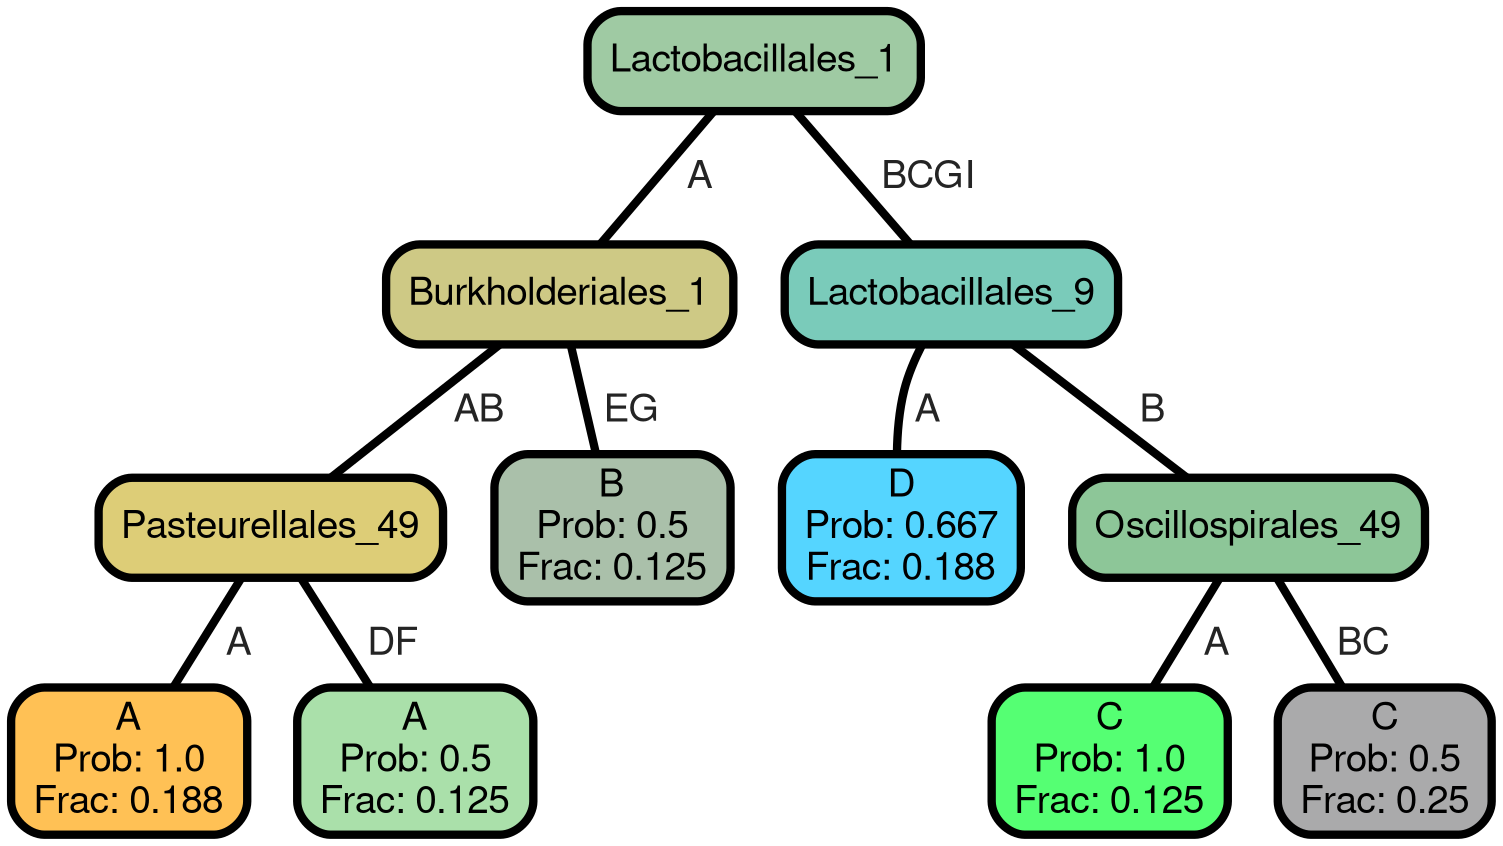 Lactobacillales_1
A
BCGI
Burkholderiales_1
Lactobacillales_9
AB
EG
A
B
Pasteurellales_49
B
Prob: 0.5
Frac: 0.125
D
Prob: 0.667
Frac: 0.188
Oscillospirales_49
A
DF
A
BC
A
Prob: 1.0
Frac: 0.188
A
Prob: 0.5
Frac: 0.125
C
Prob: 1.0
Frac: 0.125
C
Prob: 0.5
Frac: 0.25